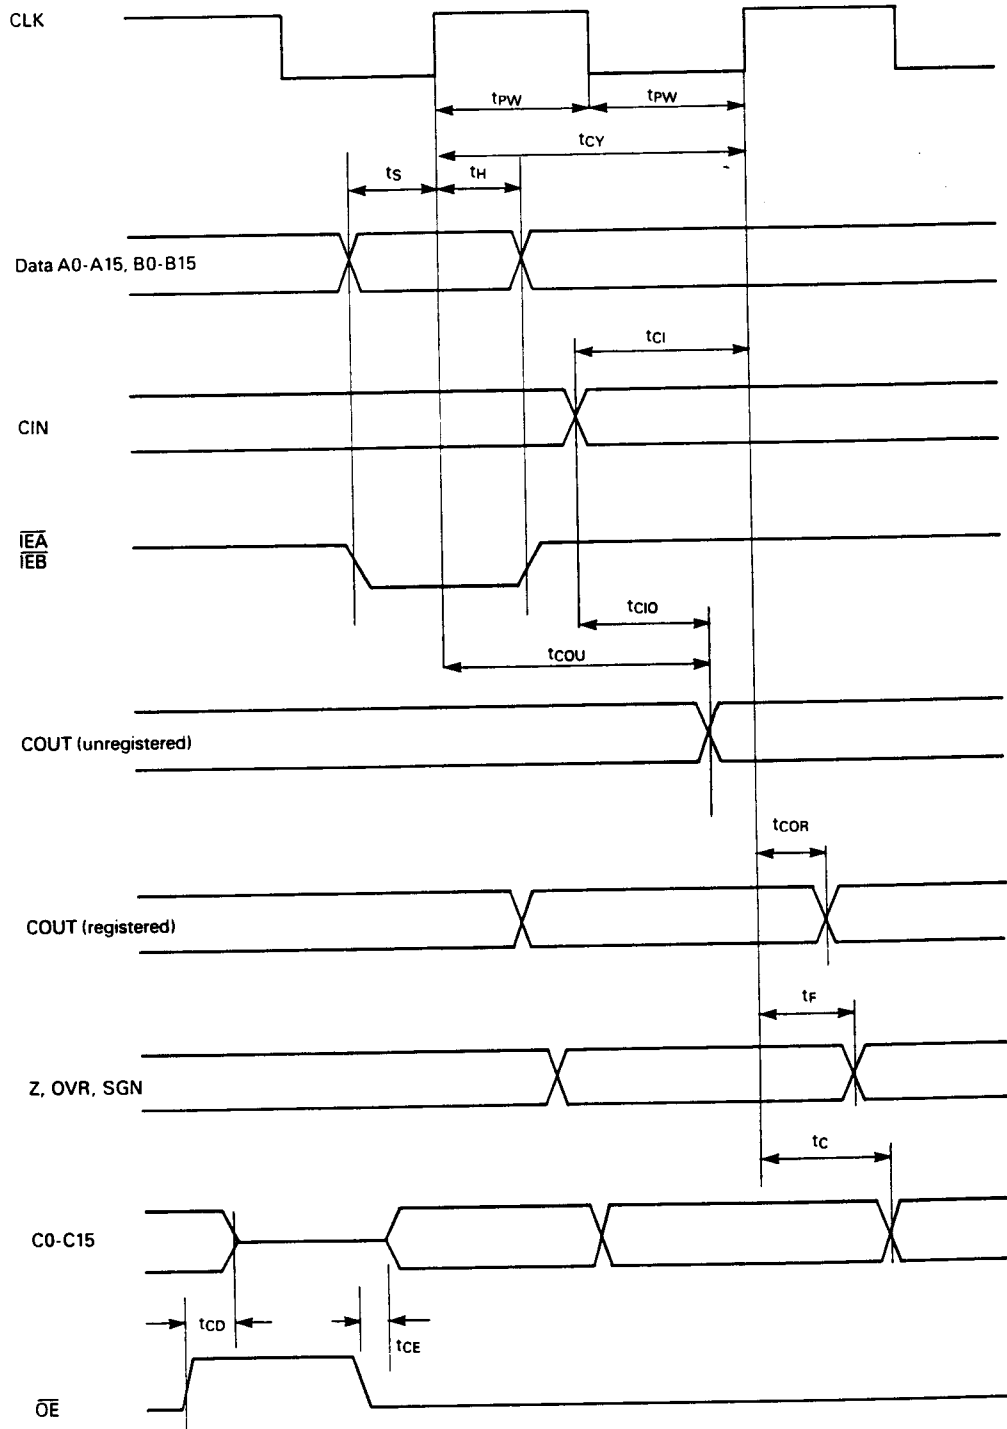 CLK
tPW tPW
tCY
tS tH
Data A0-A15, B0-B15
tCI
CIN
IEA
IEB
tCIO
tCOU
COUT (unregistered)
tCOR
COUT (registered)
tF
Z, OVR, SGN
tC
C0-C15
tCD
tCE
OE